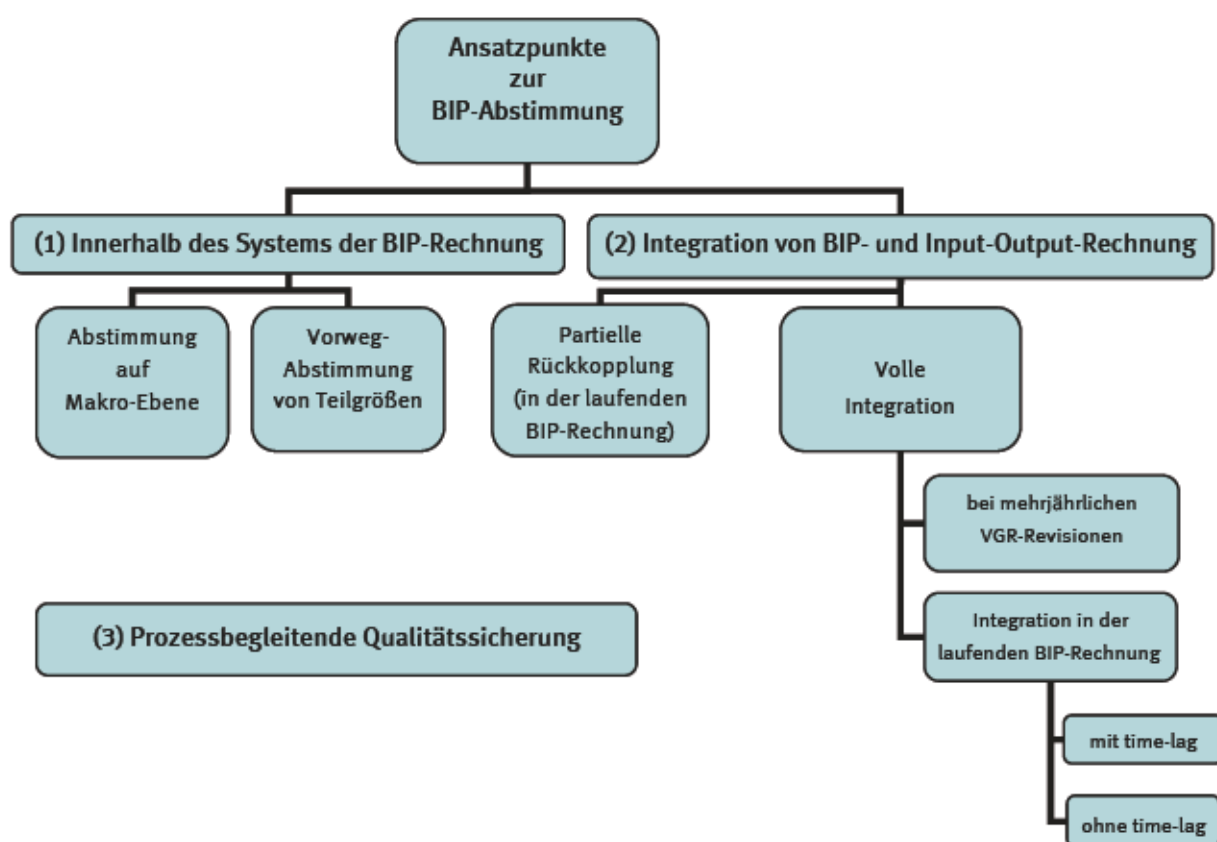 Ansatzpunkte
zur
BIP-Abstimmung
(1) Innerhalb des Systems der BIP-Rechnung
(2) Integration von BIP- und Input-Output-Rechnung
Abstimmung
auf
Makro-Ebene
Vorweg-
Abstimmung
von Teilgrößen
Partielle
Rückkopplung
(in der laufenden
BIP-Rechnung)
Volle
Integration
bei mehrjährlichen
VGR-Revisionen
(3) Prozessbegleitende Qualitätssicherung
Integration in der
laufenden BIP-Rechnung
mit time-lag
ohne time-lag